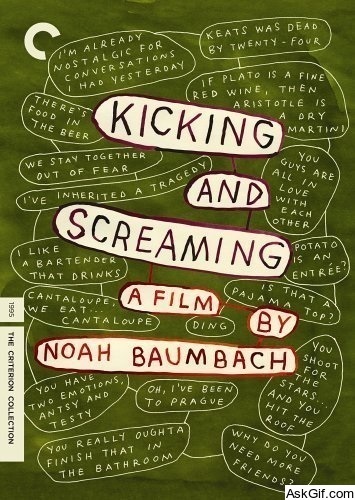 I'M ALREADY
NOSTALGIC FOR
CONVERSATIONS
I HAD YESTERDAY
KEATS WAS DEAD
BY TWENTY-FOUR
IF PLATO IS A FINE
RED WINE, THEN
ARISTOTLE IS
A DRY
MARTINI
THERE'S
FOOD IN
THE BEER
KICKING
WE STAY TOGETHER
OUT OF FEAR
YOU
GUYS ARE
ALL IN
LOVE
WITH
EACH
OTHER
AND
I'VE INHERITED A TRAGEDY
SCREAMING
I LIKE
A BARTENDER
THAT DRINKS
POTATO
IS AN
ENTRÉE?
IS THAT A
PAJAMA TOP?
CANTALOUPE.
WE EAT...
CANTALOUPE
A FILM
DING
BY
NOAH BAUMBACH
YOU
SHOOT
FOR THE
STARS...
AND YOU
HIT THE
ROOF
YOU HAVE
TWO EMOTIONS,
ANTSY AND
TESTY
OH, I'VE BEEN
TO PRAGUE
YOU REALLY OUGHTA
FINISH THAT IN
THE BATHROOM
WHY DO YOU
NEED MORE
FRIENDS?
1995
THE CRITERION COLLECTION
AskGif.com